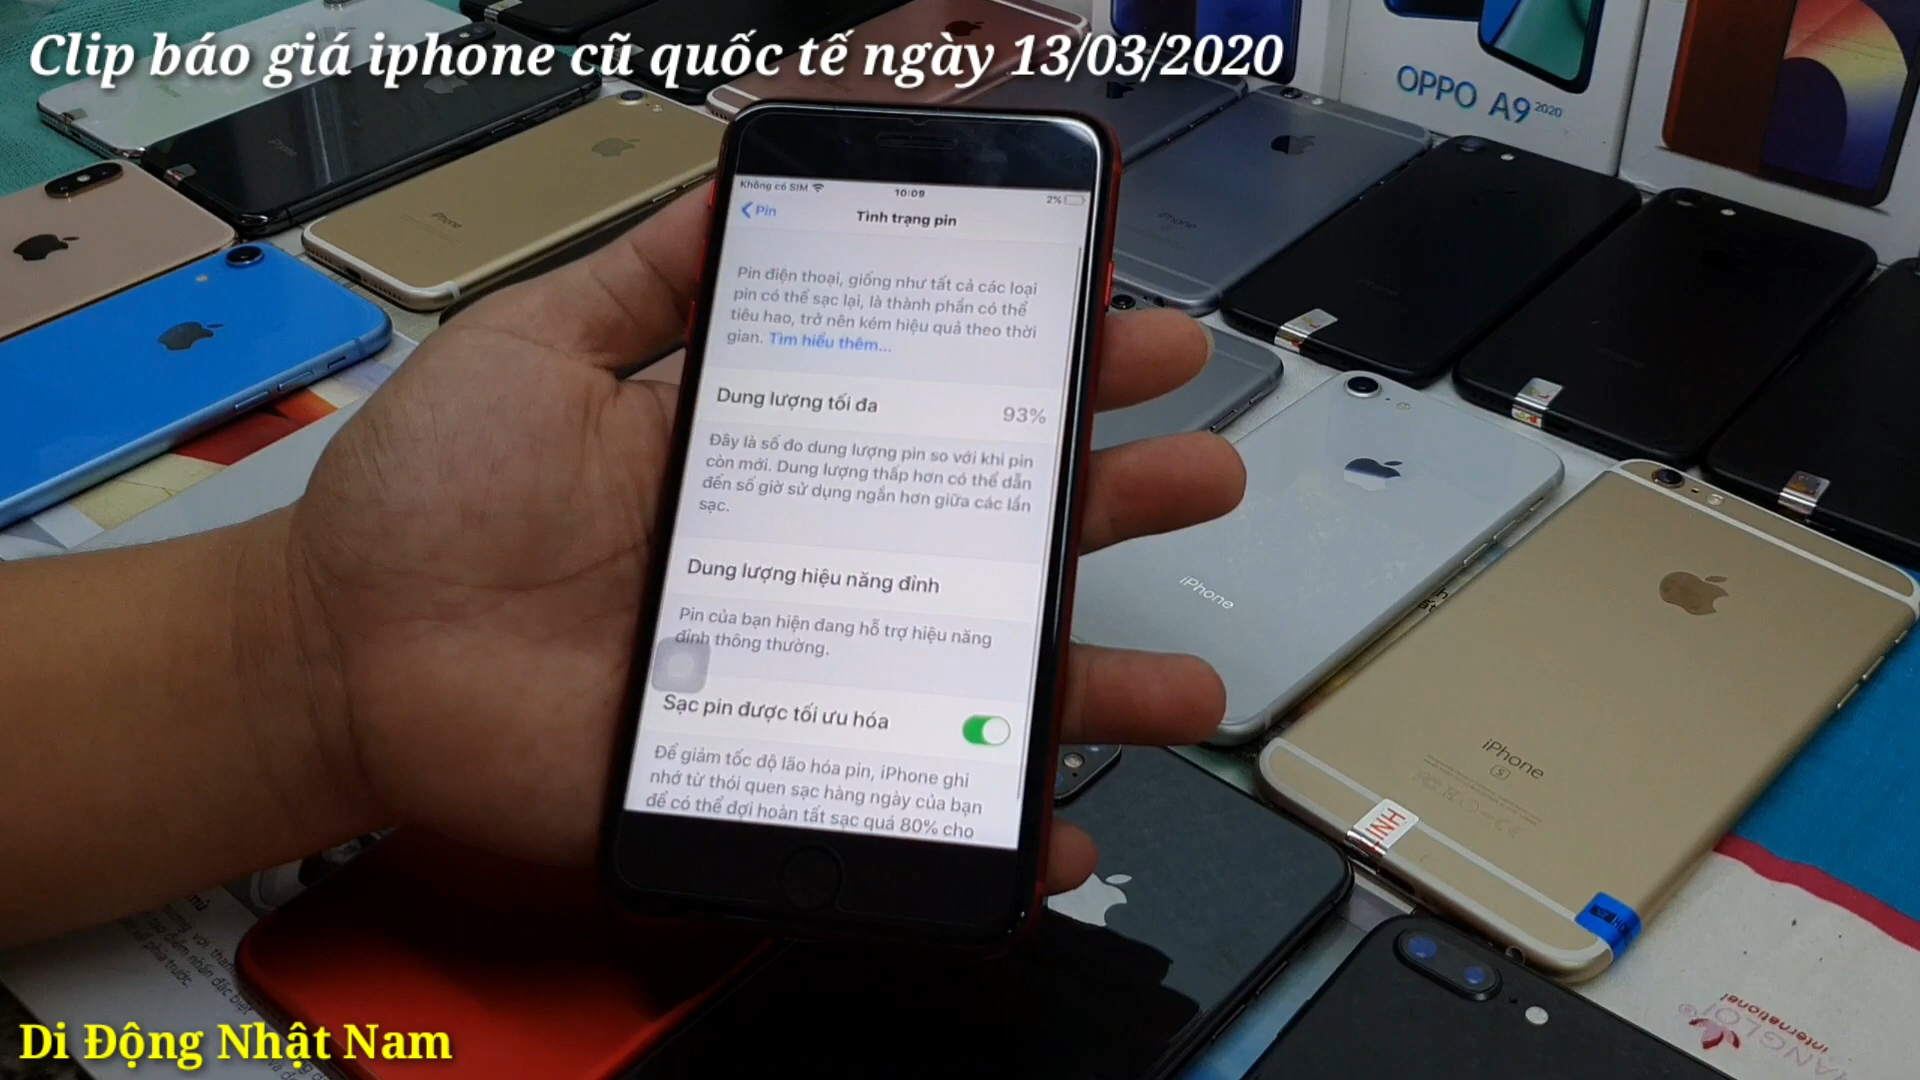 Clip báo giá iphone cũ quốc tế ngày 13/03/2020
OPPO A9 2020
Không có SIM
10:09
2%
Pin
Tình trạng pin
Pin điện thoại, giống như tất cả các loại
pin có thể sạc lại, là thành phần có thể
tiêu hao, trở nên kém hiệu quả theo thời
gian. Tìm hiểu thêm...
Dung lượng tối đa
93%
Đây là số đo dung lượng pin so với khi pin
còn mới. Dung lượng thấp hơn có thể dẫn
đến số giờ sử dụng ngắn hơn giữa các lần
sạc.
Dung lượng hiệu năng đỉnh
Pin của bạn hiện đang hỗ trợ hiệu năng
đỉnh thông thường.
Sạc pin được tối ưu hóa
Để giảm tốc độ lão hóa pin, iPhone ghi
nhớ từ thói quen sạc hàng ngày của bạn
để có thể đợi hoàn tất sạc quá 80% cho
iPhone
iPhone
iPhone
iPhone
S
HNI
international
Di Động Nhật Nam